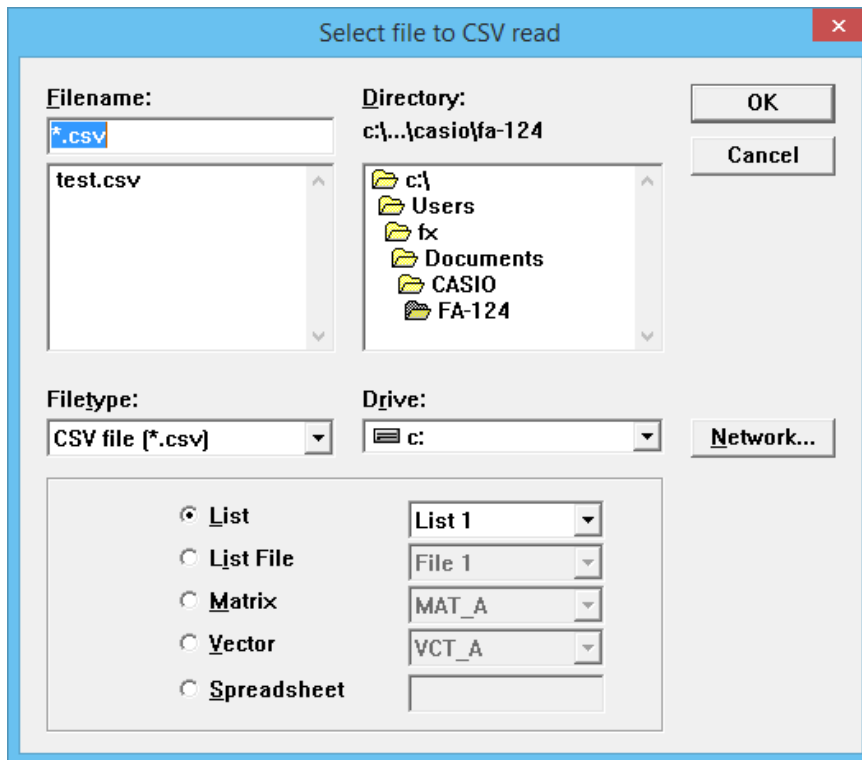 Select file to CSV read
Filename:
*.csv
test.csv
Directory:
c:\...\casio\fa-124
c:\
Users
fx
Documents
CASIO
FA-124
OK
Cancel
Filetype:
CSV file (*.csv)
Drive:
c:
Network...
List
List 1
List File
File 1
Matrix
MAT_A
Vector
VCT_A
Spreadsheet